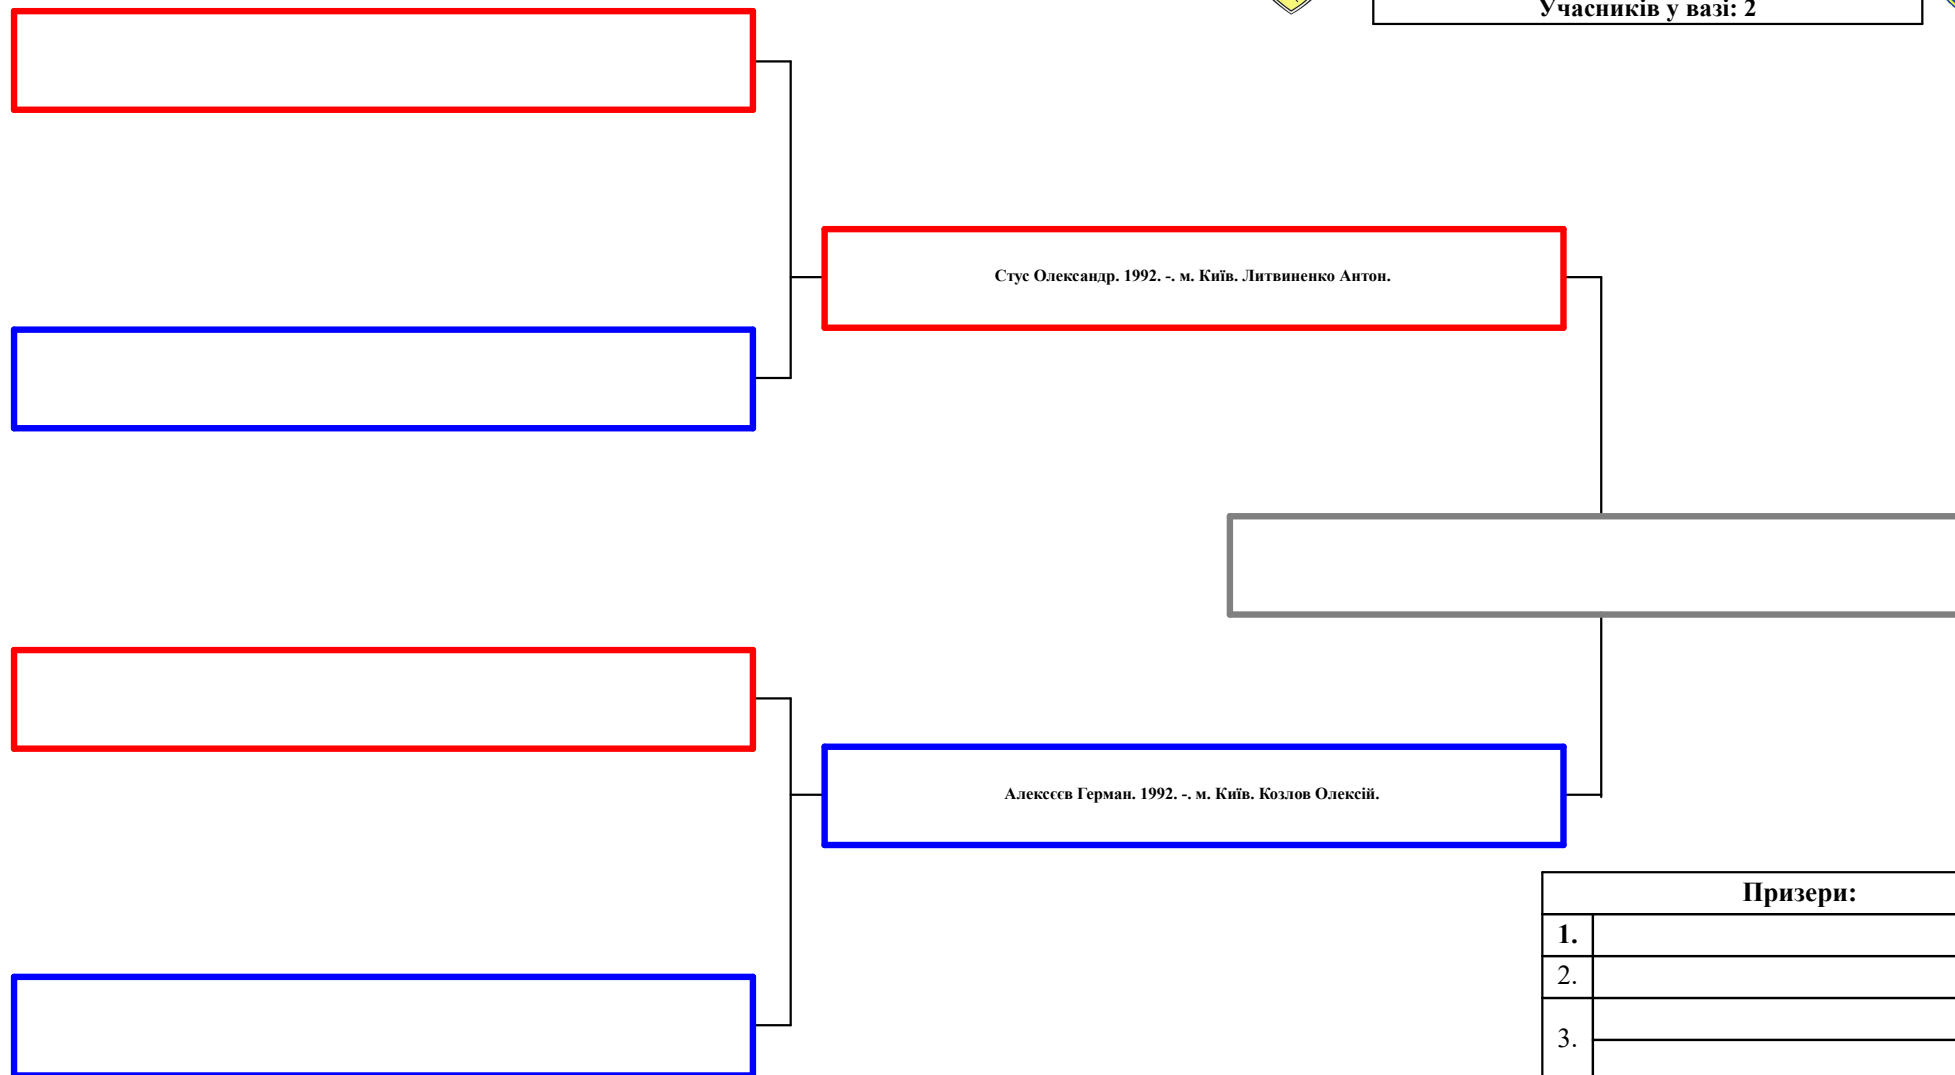 Учасників у вазі: 2
Стус Олександр. 1992. -. м. Київ. Литвиненко Антон.
Алексєєв Герман. 1992. -. м. Київ. Козлов Олексій.
Призери:
1.
2.
3.